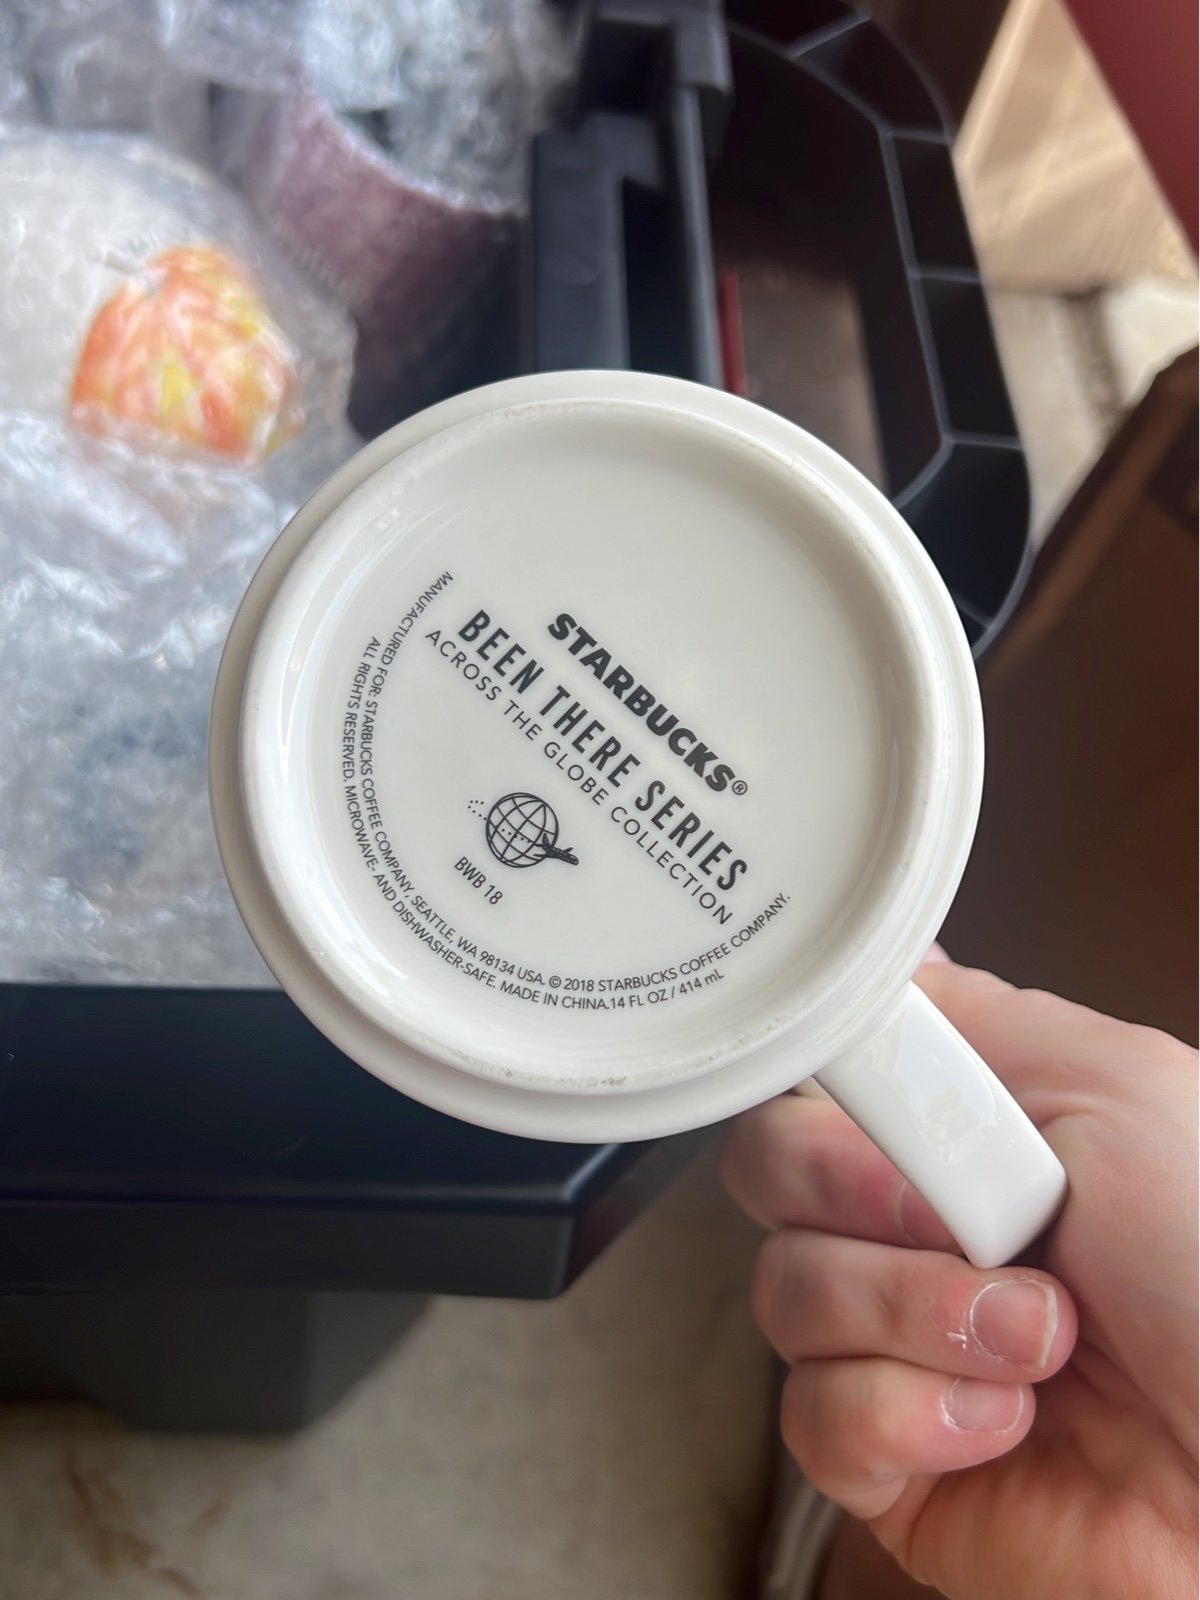 STARBUCKS®
BEEN THERE SERIES
ACROSS THE GLOBE COLLECTION
BWB 18
MANUFACTURED FOR: STARBUCKS COFFEE COMPANY, SEATTLE, WA 98134 USA. © 2018 STARBUCKS COFFEE COMPANY.
ALL RIGHTS RESERVED. MICROWAVE- AND DISHWASHER-SAFE. MADE IN CHINA.14 FL OZ / 414 mL